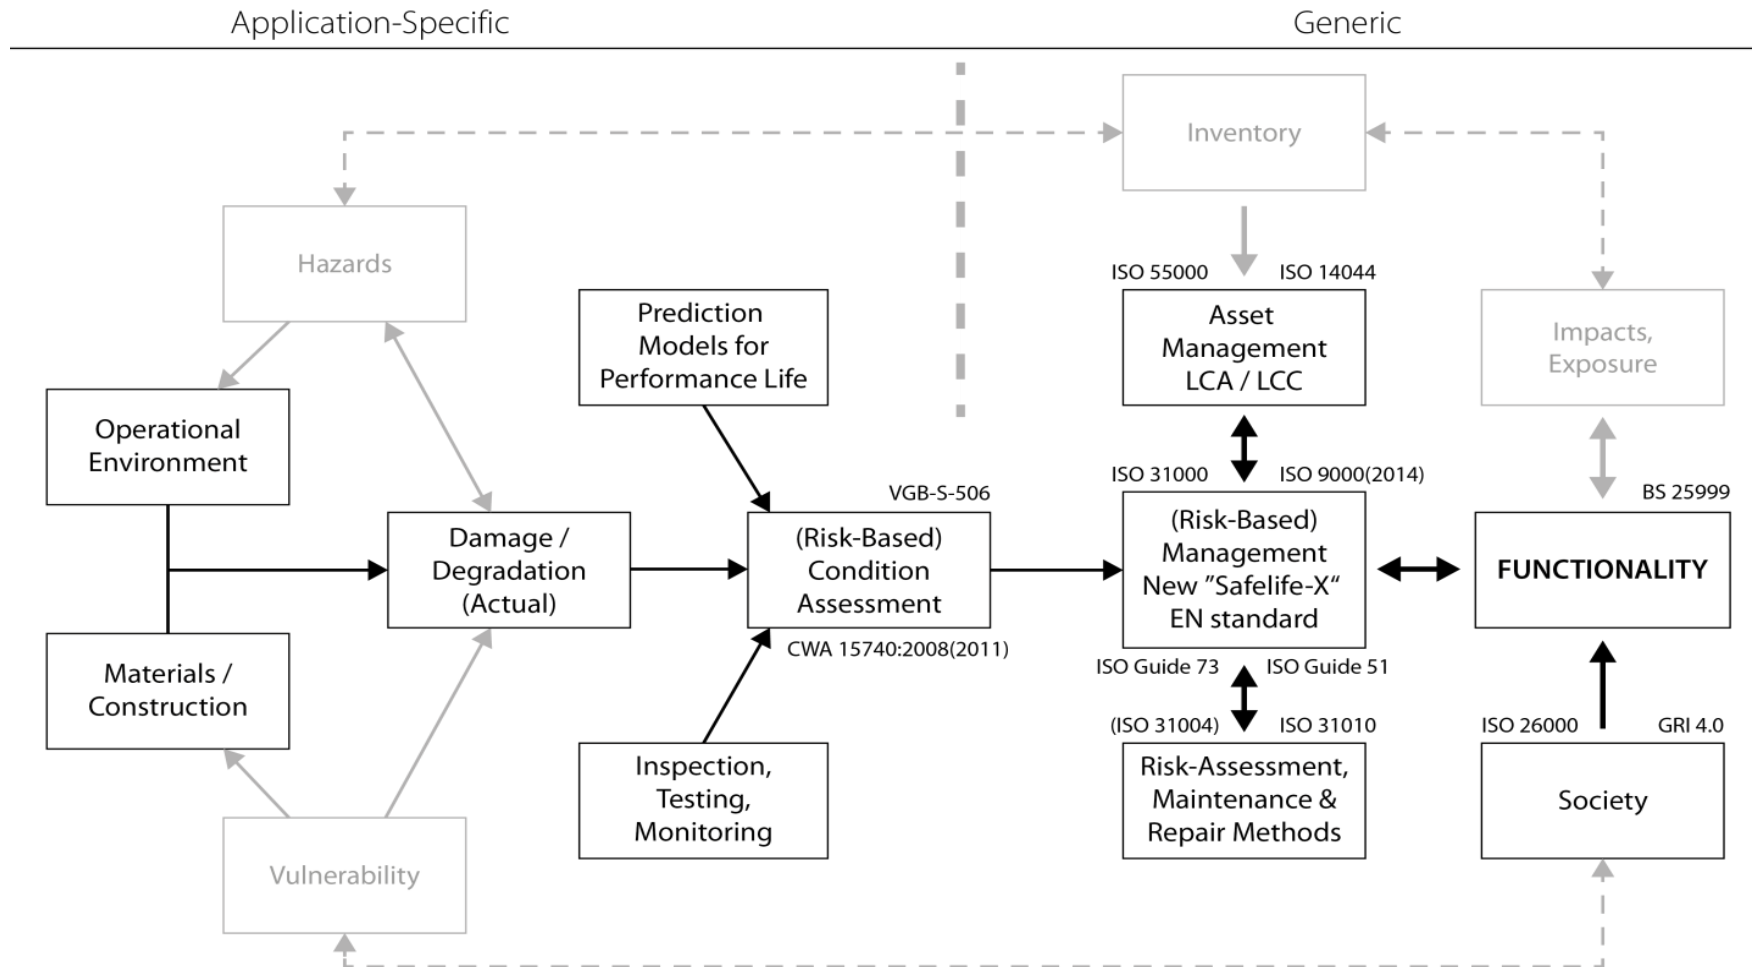 Application-Specific
Generic
Inventory
Hazards
ISO 55000
ISO 14044
Prediction
Models for
Performance Life
Asset
Management
LCA / LCC
Impacts,
Exposure
Operational
Environment
VGB-S-506
ISO 31000
ISO 9000(2014)
BS 25999
Damage /
Degradation
(Actual)
(Risk-Based)
Condition
Assessment
(Risk-Based)
Management
New ”Safelife-X“
EN standard
FUNCTIONALITY
Materials /
Construction
CWA 15740:2008(2011)
ISO Guide 73
ISO Guide 51
(ISO 31004)
ISO 31010
ISO 26000
GRI 4.0
Inspection,
Testing,
Monitoring
Risk-Assessment,
Maintenance &
Repair Methods
Society
Vulnerability